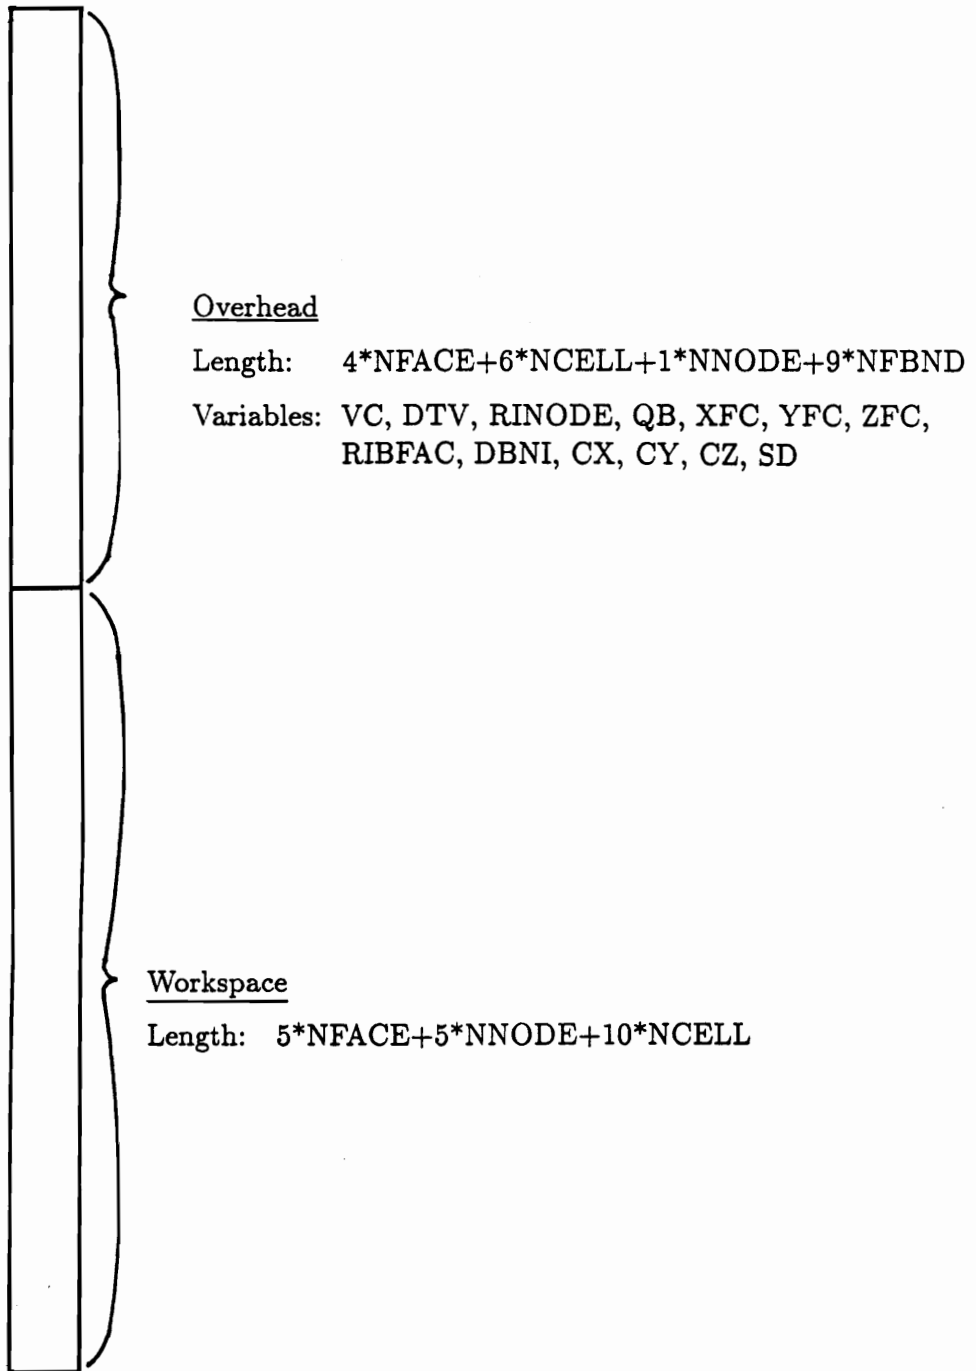 Overhead
Length: 4*NFACE+6*NCELL+1*NNODE+9*NFBND
Variables: VC, DTV, RINODE, QB, XFC, YFC, ZFC,
RIBFAC, DBNI, CX, CY, CZ, SD
Workspace
Length: 5*NFACE+5*NNODE+10*NCELL